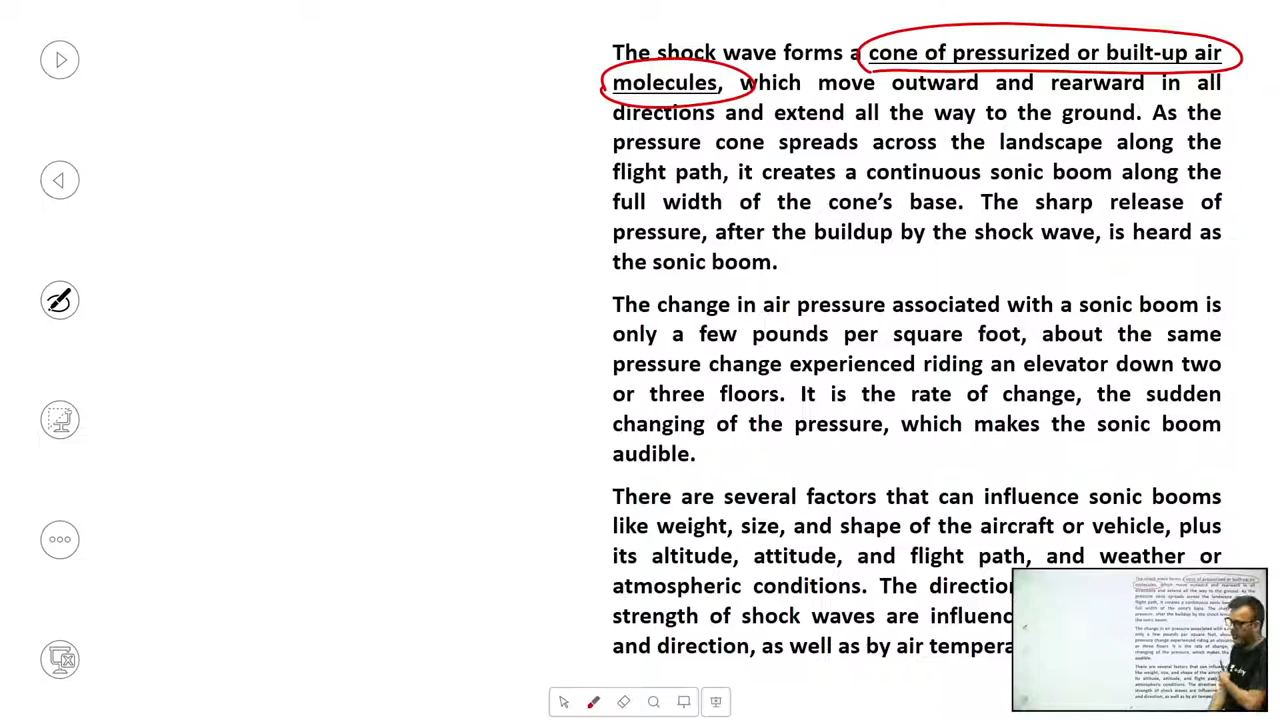 The shock wave forms a cone of pressurized or built-up air
molecules, which move outward and rearward in all
directions and extend all the way to the ground. As the
pressure cone spreads across the landscape along the
flight path, it creates a continuous sonic boom along the
full width of the cone’s base. The sharp release of
pressure, after the buildup by the shock wave, is heard as
the sonic boom.
The change in air pressure associated with a sonic boom is
only a few pounds per square foot, about the same
pressure change experienced riding an elevator down two
or three floors. It is the rate of change, the sudden
changing of the pressure, which makes the sonic boom
audible.
There are several factors that can influence sonic booms
like weight, size, and shape of the aircraft or vehicle, plus
its altitude, attitude, and flight path, and weather or
atmospheric conditions. The
strength of shock waves are
and direction, as well as by air